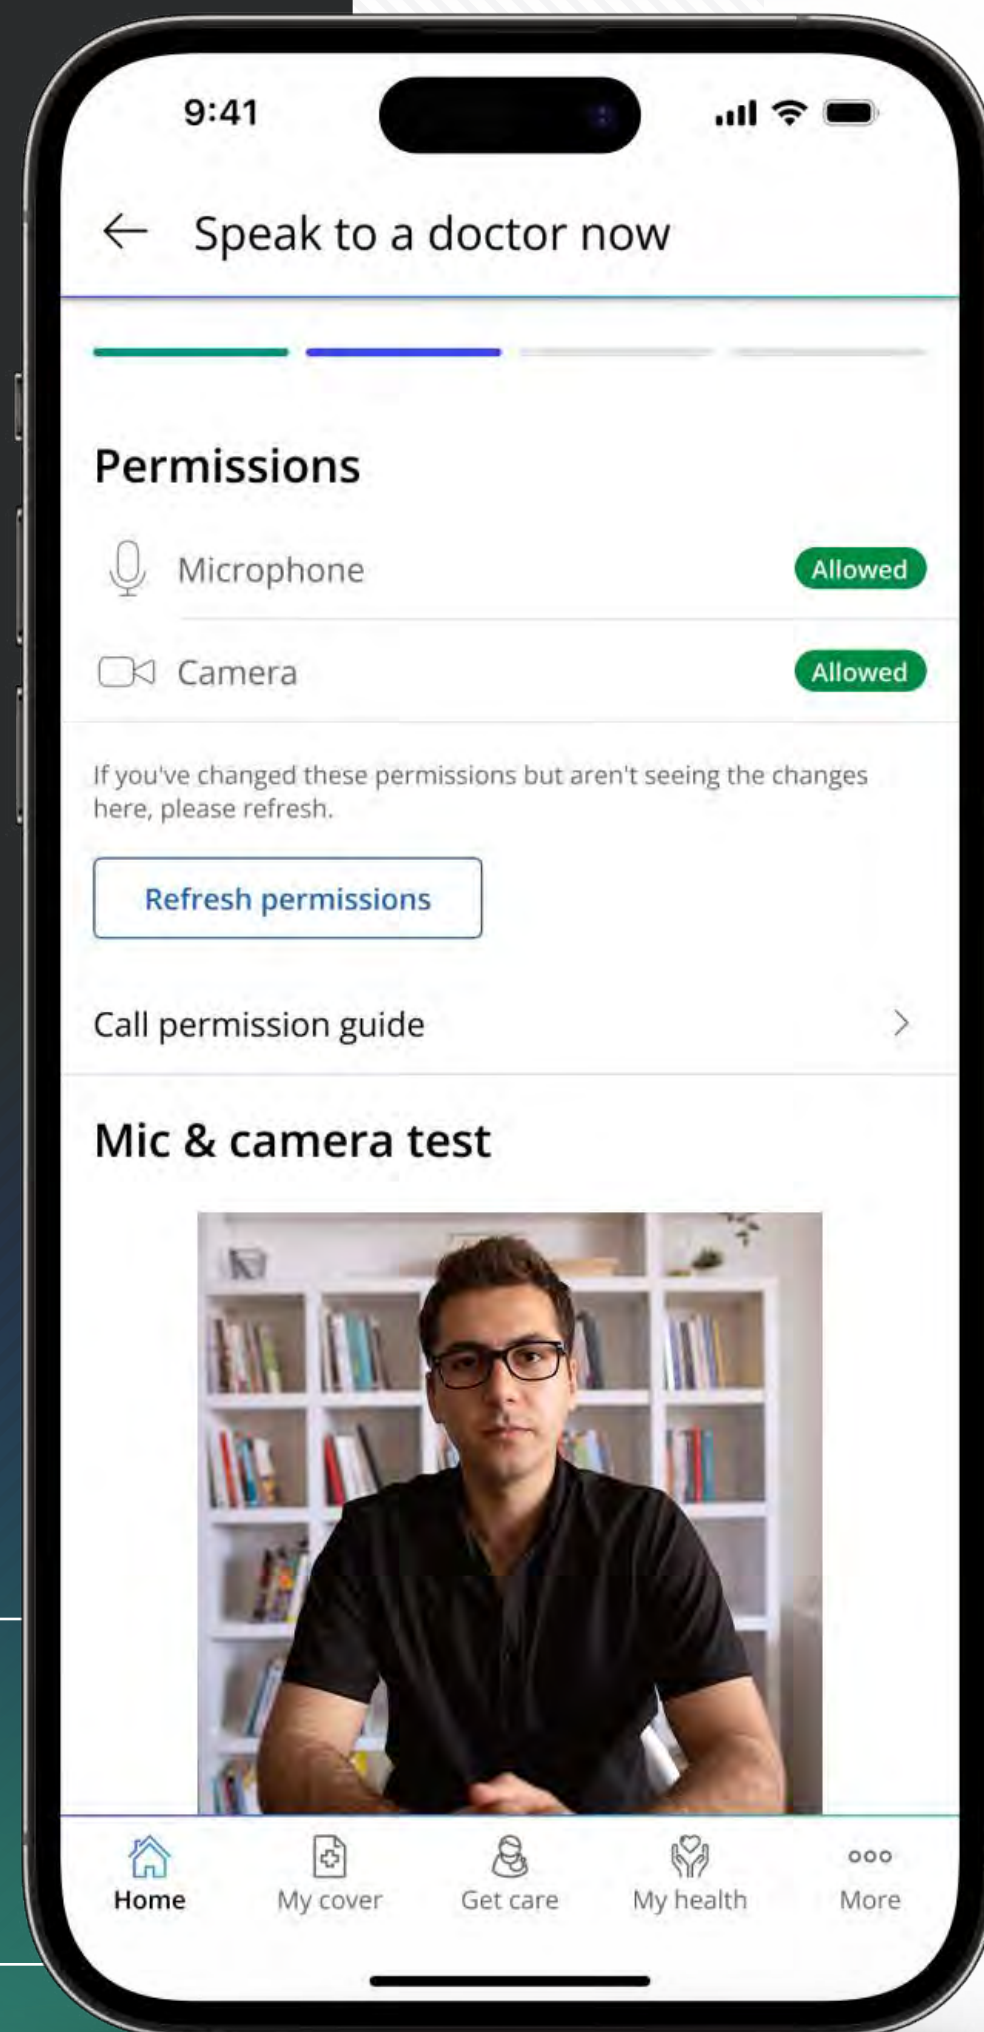 9:41
Speak to a doctor now
Permissions
Microphone
Allowed
Camera
Allowed
If you've changed these permissions but aren't seeing the changes
here, please refresh.
Refresh permissions
Call permission guide
Mic & camera test
Home
My cover
Get care
My health
More